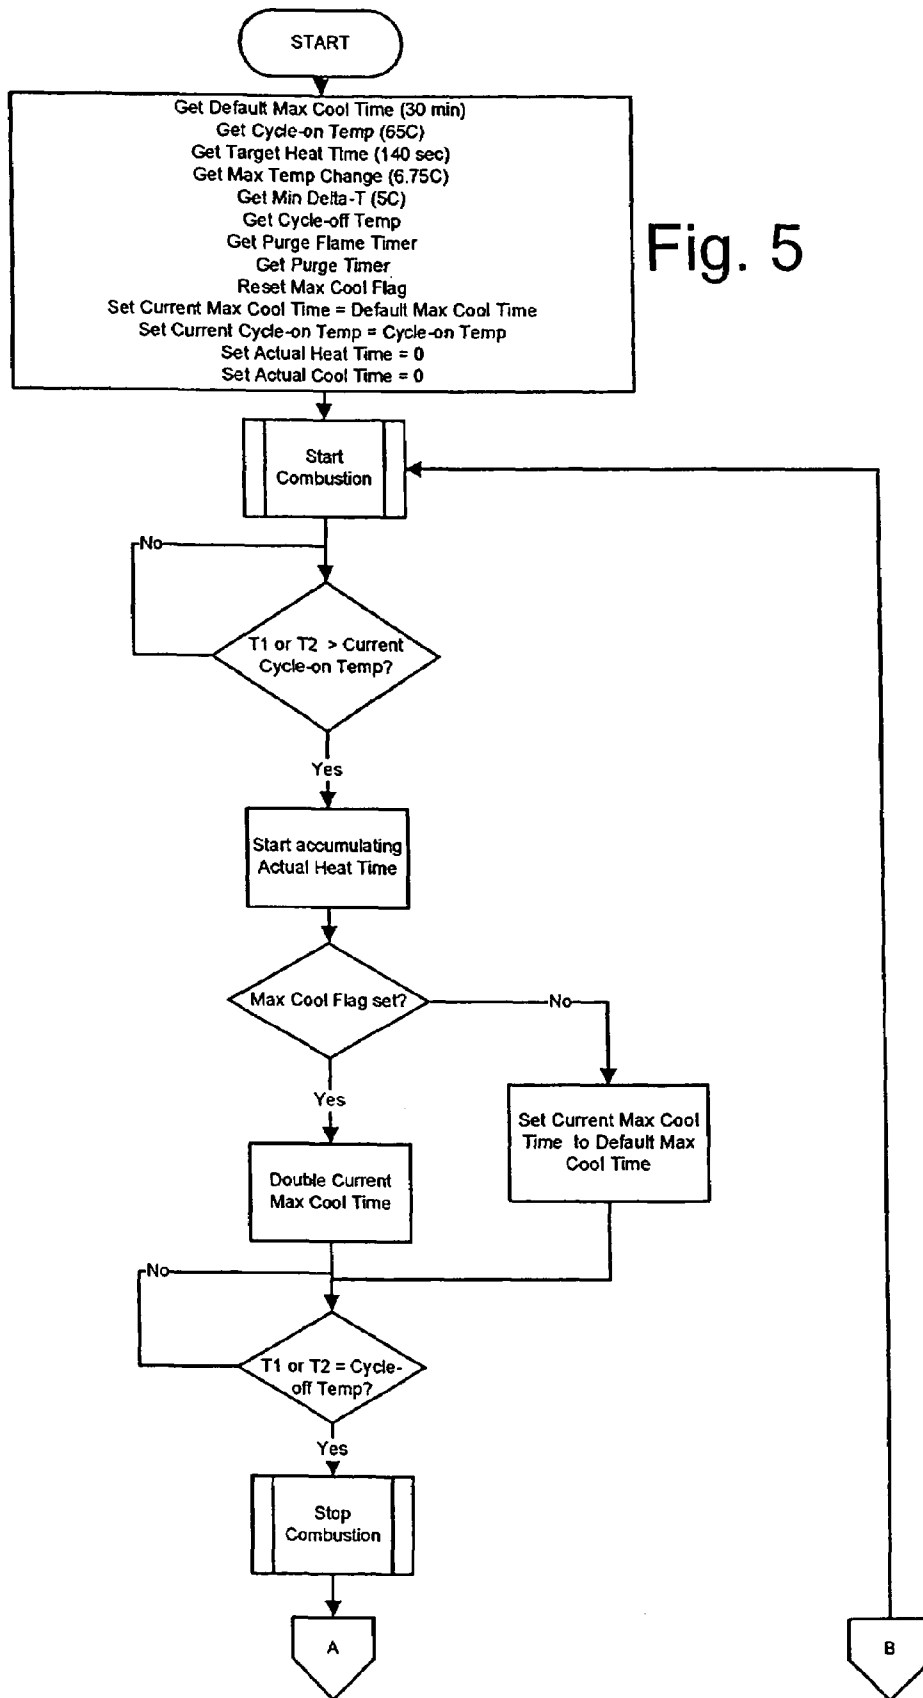 START
Get Default Max Cool Time (30 min)
Get Cycle-on Temp (65C)
Get Target Heat Time (140 sec)
Get Max Temp Change (6.75C)
Get Min Delta-T (5C)
Get Cycle-off Temp
Get Purge Flame Timer
Get Purge Timer
Reset Max Cool Flag
Set Current Max Cool Time = Default Max Cool Time
Set Current Cycle-on Temp = Cycle-on Temp
Set Actual Heat Time = 0
Set Actual Cool Time = 0
Fig. 5
Start
Combustion
No
T1 or T2 > Current
Cycle-on Temp?
Yes
Start accumulating
Actual Heat Time
Max Cool Flag set?
No
Yes
Set Current Max Cool
Time to Default Max
Cool Time
Double Current
Max Cool Time
No
T1 or T2 = Cycle-
off Temp?
Yes
Stop
Combustion
A
B